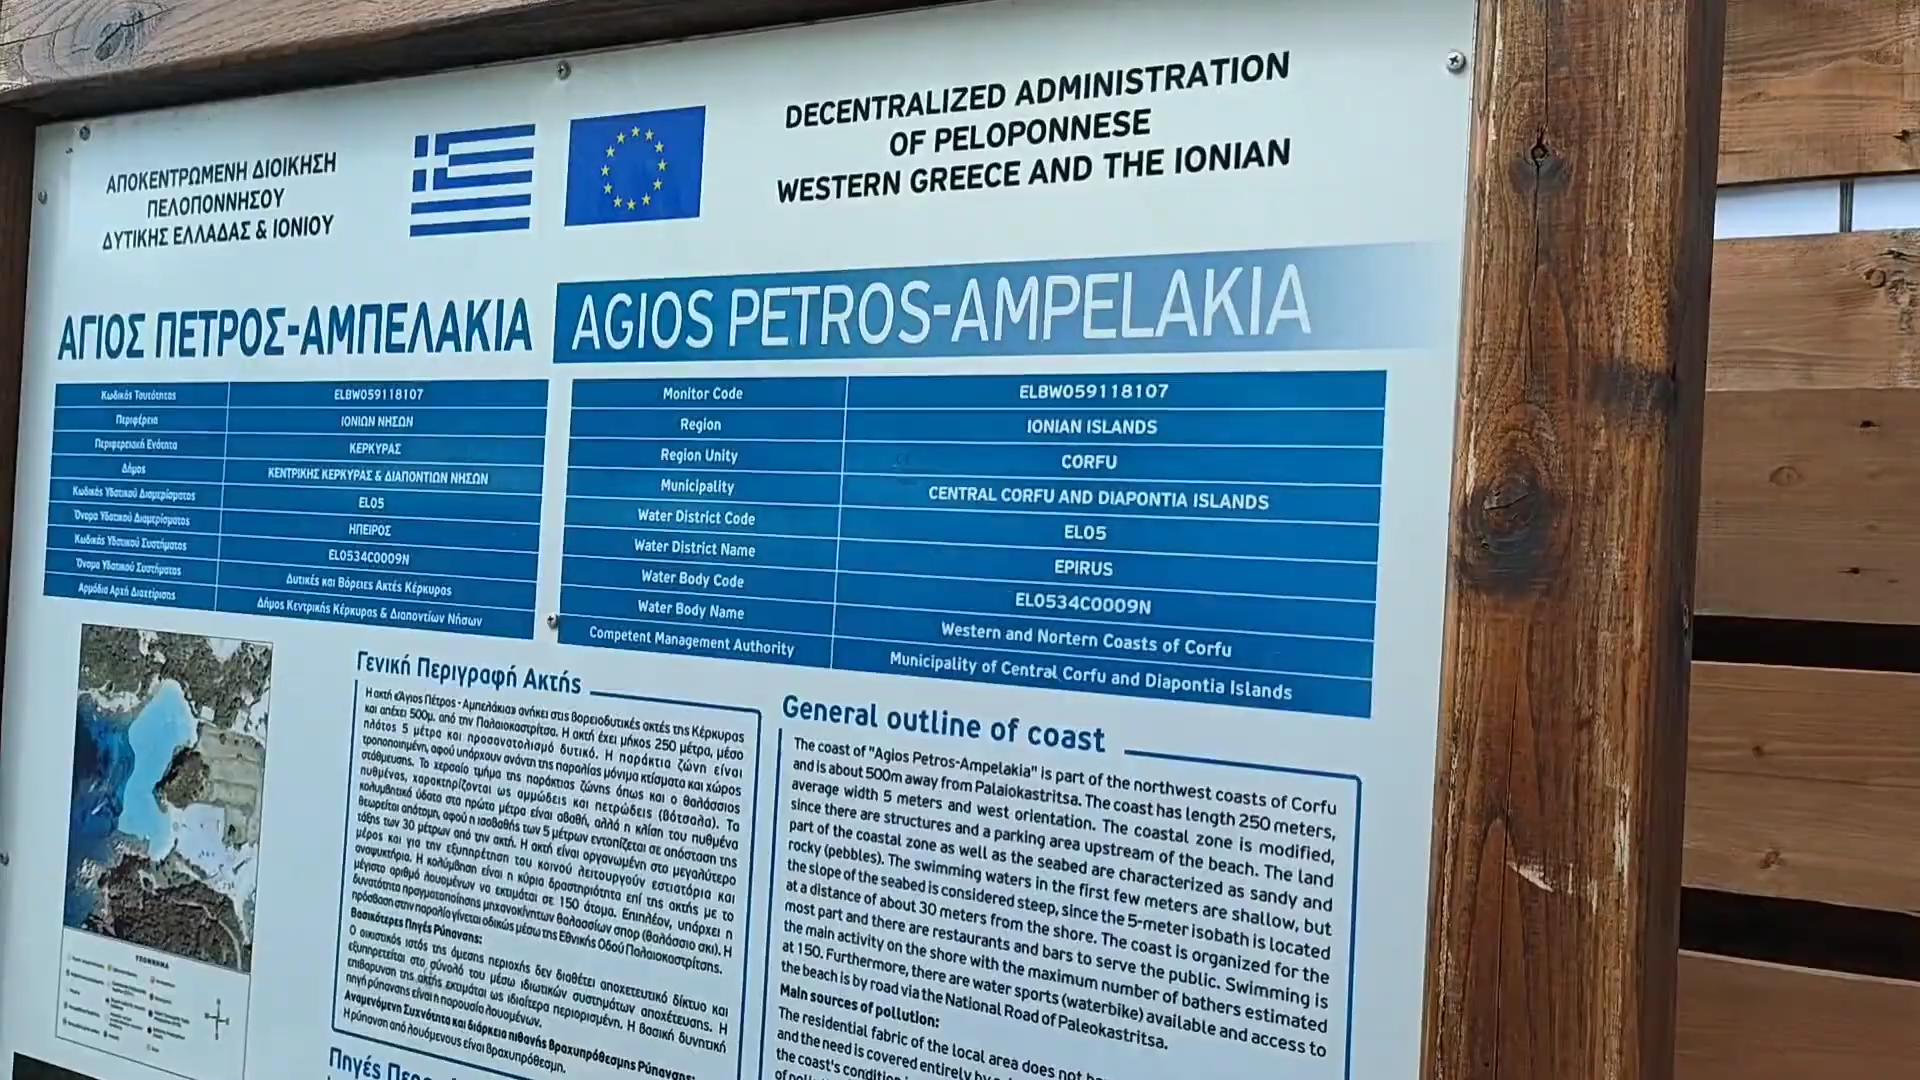 ΑΠΟΚΕΝΤΡΩΜΕΝΗ ΔΙΟΙΚΗΣΗ
ΠΕΛΟΠΟΝΝΗΣΟΥ
ΔΥΤΙΚΗΣ ΕΛΛΑΔΑΣ & ΙΟΝΙΟΥ
DECENTRALIZED ADMINISTRATION
OF PELOPONNESE
WESTERN GREECE AND THE IONIAN
ΑΓΙΟΣ ΠΕΤΡΟΣ-ΑΜΠΕΛΑΚΙΑ
AGIOS PETROS-AMPELAKIA
Κωδικός Ταυτότητας ELBW059118107
Περιφέρεια ΙΟΝΙΩΝ ΝΗΣΩΝ
Περιφερειακή Ενότητα ΚΕΡΚΥΡΑΣ
Δήμος ΚΕΝΤΡΙΚΗΣ ΚΕΡΚΥΡΑΣ & ΔΙΑΠΟΝΤΙΩΝ ΝΗΣΩΝ
Κωδικός Υδατικού Διαμερίσματος EL05
Όνομα Υδατικού Διαμερίσματος ΗΠΕΙΡΟΣ
Κωδικός Υδατικού Συστήματος EL0534C0009N
Όνομα Υδατικού Συστήματος Δυτικές και Βόρειες Ακτές Κέρκυρας
Αρμόδια Αρχή Διαχείρισης Δήμος Κεντρικής Κέρκυρας & Διαποντίων Νήσων
Monitor Code ELBW059118107
Region IONIAN ISLANDS
Region Unity CORFU
Municipality CENTRAL CORFU AND DIAPONTIA ISLANDS
Water District Code EL05
Water District Name EPIRUS
Water Body Code EL0534C0009N
Water Body Name Western and Nortern Coasts of Corfu
Competent Management Authority Municipality of Central Corfu and Diapontia Islands
ΥΠΟΜΝΗΜΑ
Γενική Περιγραφή Ακτής
Η ακτή «Άγιος Πέτρος - Αμπελάκια» ανήκει στις βορειοδυτικές ακτές της Κέρκυρας
και απέχει 500μ. από την Παλαιοκαστρίτσα. Η ακτή έχει μήκος 250 μέτρα, μέσο
πλάτος 5 μέτρα και προσανατολισμό δυτικό. Η παράκτια ζώνη είναι
τροποποιημένη, αφού υπάρχουν ανάντη της παραλίας μόνιμα κτίσματα και χώρος
στάθμευσης. Το χερσαίο τμήμα της παράκτιας ζώνης όπως και ο θαλάσσιος
πυθμένας, χαρακτηρίζονται ως αμμώδεις και πετρώδεις (βότσαλα). Τα
κολυμβητικά ύδατα στα πρώτα μέτρα είναι αβαθή, αλλά η κλίση του πυθμένα
θεωρείται απότομη, αφού η ισοβαθής των 5 μέτρων εντοπίζεται σε απόσταση της
τάξης των 30 μέτρων από την ακτή. Η ακτή είναι οργανωμένη στο μεγαλύτερο
μέρος και για την εξυπηρέτηση του κοινού λειτουργούν εστιατόρια και
αναψυκτήρια. Η κολύμβηση είναι η κύρια δραστηριότητα επί της ακτής με το
μέγιστο αριθμό λουομένων να εκτιμάται σε 150 άτομα. Επιπλέον, υπάρχει η
δυνατότητα πραγματοποίησης μηχανοκίνητων θαλασσίων σπορ (θαλάσσιο σκι). Η
πρόσβαση στην παραλία γίνεται οδικώς μέσω της Εθνικής Οδού Παλαιοκαστρίτσης.
Βασικότερες Πηγές Ρύπανσης:
Ο οικιστικός ιστός της άμεσης περιοχής δεν διαθέτει αποχετευτικό δίκτυο και
εξυπηρετείται στο σύνολό του μέσω ιδιωτικών συστημάτων αποχέτευσης. Η
επιβάρυνση της ακτής εκτιμάται ως ιδιαίτερα περιορισμένη. Η βασική δυνητική
πηγή ρύπανσης είναι η παρουσία λουομένων.
Αναμενόμενη Συχνότητα και διάρκεια πιθανής Βραχυπρόθεσμης Ρύπανσης:
Η ρύπανση από λουόμενους είναι βραχυπρόθεσμη.
Πηγές
General outline of coast
The coast of "Agios Petros-Ampelakia" is part of the northwest coasts of Corfu
and is about 500m away from Palaiokastritsa. The coast has length 250 meters,
average width 5 meters and west orientation. The coastal zone is modified,
since there are structures and a parking area upstream of the beach. The land
part of the coastal zone as well as the seabed are characterized as sandy and
rocky (pebbles). The swimming waters in the first few meters are shallow, but
the slope of the seabed is considered steep, since the 5-meter isobath is located
at a distance of about 30 meters from the shore. The coast is organized for the
most part and there are restaurants and bars to serve the public. Swimming is
the main activity on the shore with the maximum number of bathers estimated
at 150. Furthermore, there are water sports (waterbike) available and access to
the beach is by road via the National Road of Paleokastritsa.
Main sources of pollution:
The residential fabric of the local area does not
and the need is covered entirely by
the coast's condition